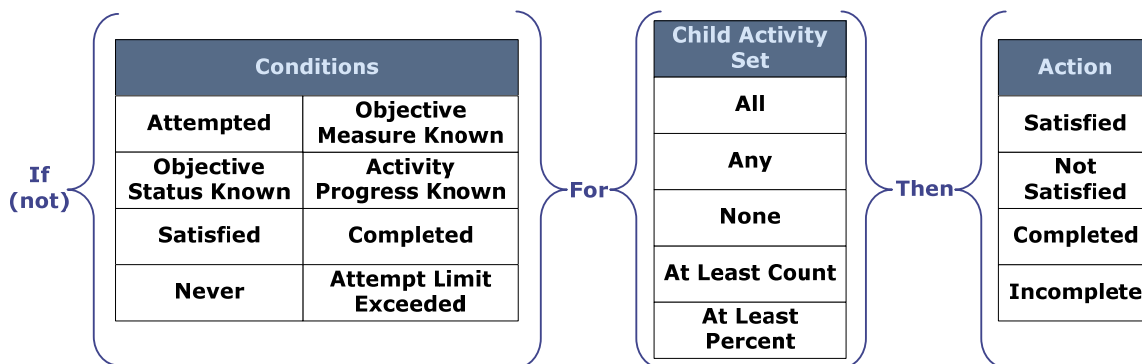 If
(not)
Conditions
Attempted
Objective
Measure Known
Objective
Status Known
Activity
Progress Known
Satisfied
Completed
Never
Attempt Limit
Exceeded
For
Child Activity
Set
All
Any
None
At Least Count
At Least
Percent
Then
Action
Satisfied
Not
Satisfied
Completed
Incomplete